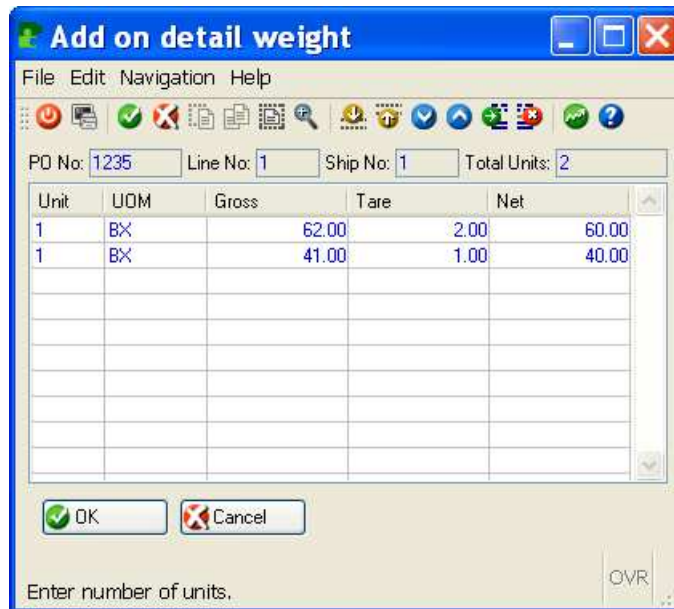 Add on detail weight
File Edit Navigation Help
PO No: 1235 Line No: 1 Ship No: 1 Total Units: 2
Unit UOM Gross Tare Net
1 BX 62.00 2.00 60.00
1 BX 41.00 1.00 40.00
OK Cancel
Enter number of units. OVR